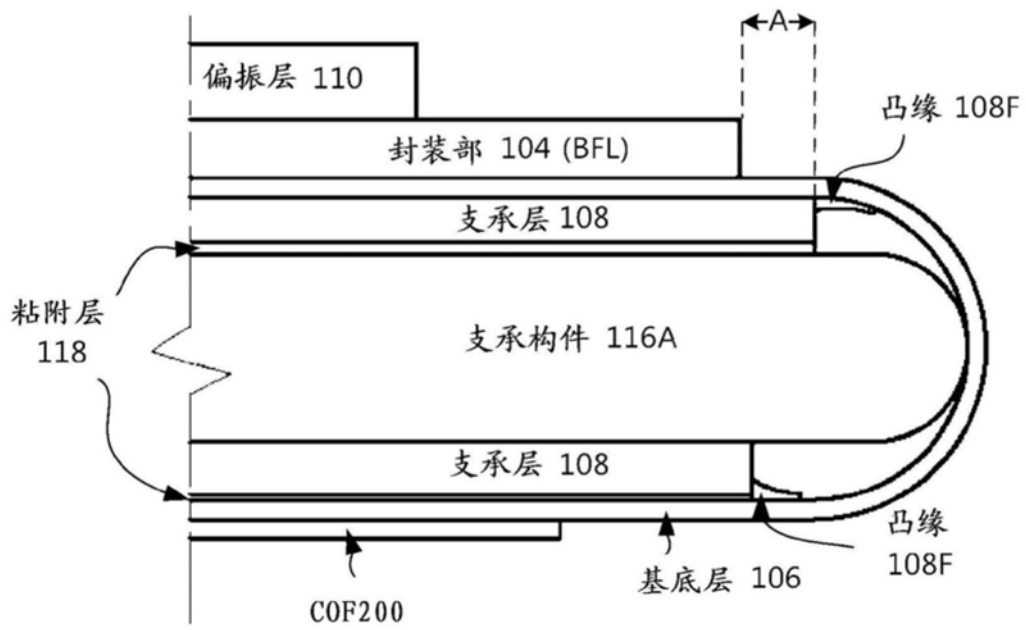 A
偏振层 110
凸缘 108F
封装部 104 (BFL)
支承层 108
粘附层
118
支承构件 116A
支承层 108
凸缘
108F
基底层 106
COF200